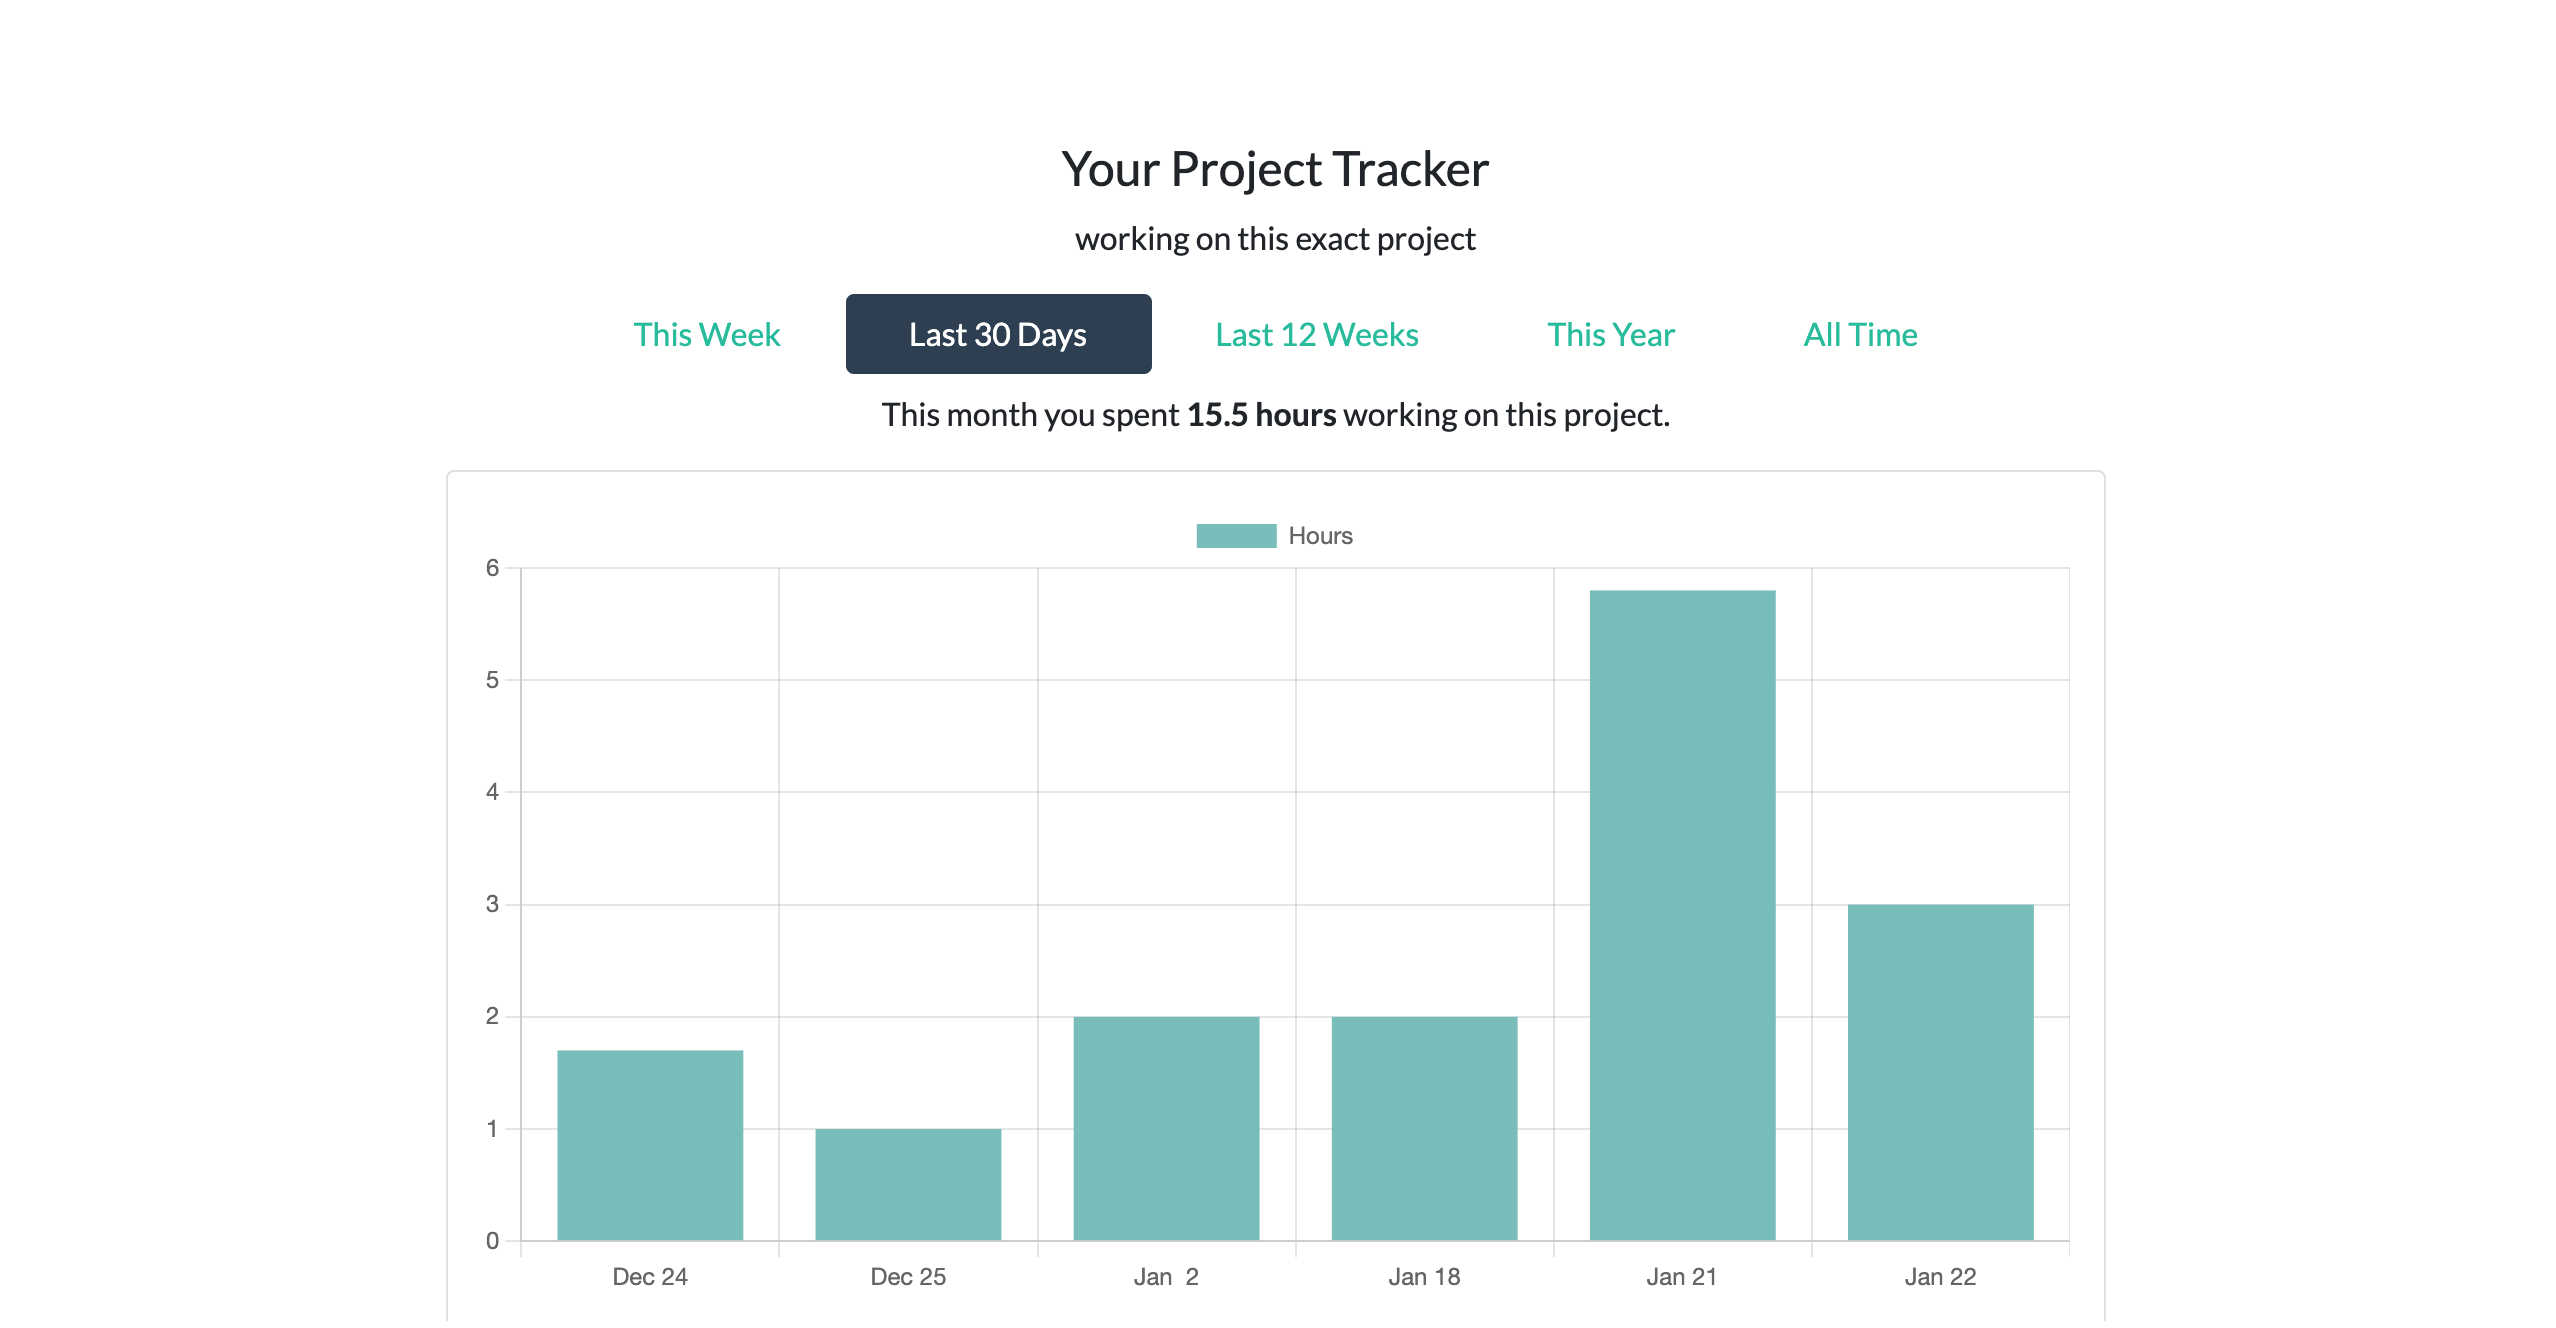 Your Project Tracker
working on this exact project
This Week Last 30 Days Last 12 Weeks This Year All Time
This month you spent 15.5 hours working on this project.
Hours
6
5
4
3
2
1
0
Dec 24 Dec 25 Jan  2 Jan 18 Jan 21 Jan 22